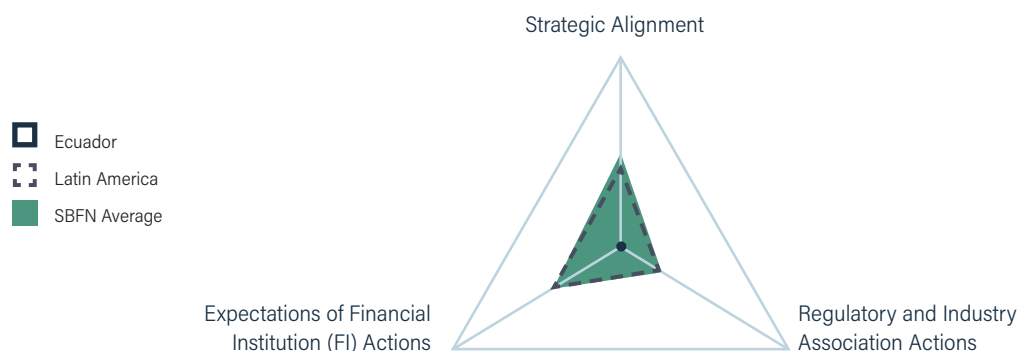 Strategic Alignment
Ecuador
Latin America
SBFN Average
Expectations of Financial
Institution (FI) Actions
Regulatory and Industry
Association Actions